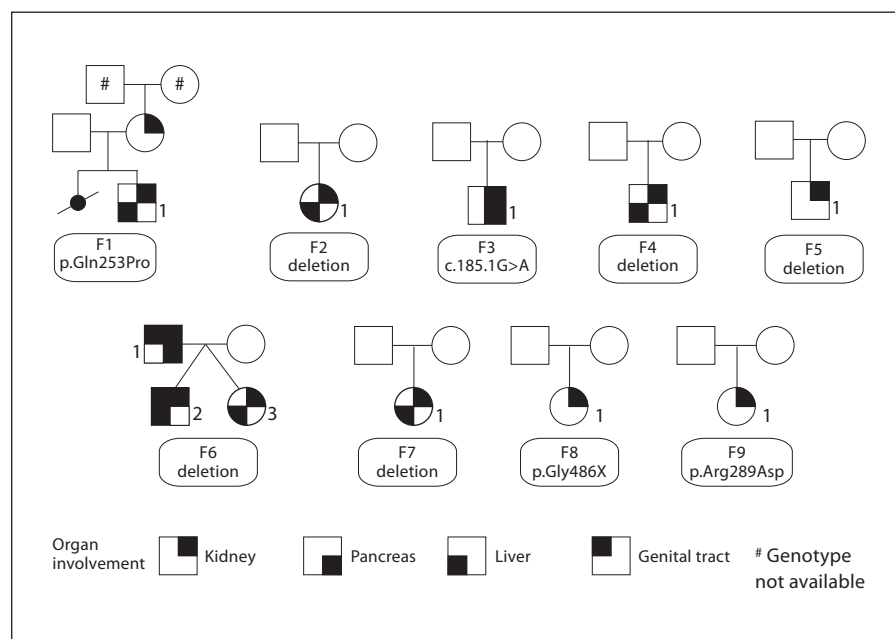 # #
1
F1
p.Gln253Pro
1
F2
deletion
1
F3
c.185.1G>A
1
F4
deletion
1
F5
deletion
1
2
3
F6
deletion
1
F7
deletion
1
F8
p.Gly486X
1
F9
p.Arg289Asp
Organ
involvement
Kidney
Pancreas
Liver
Genital tract
# Genotype
not available